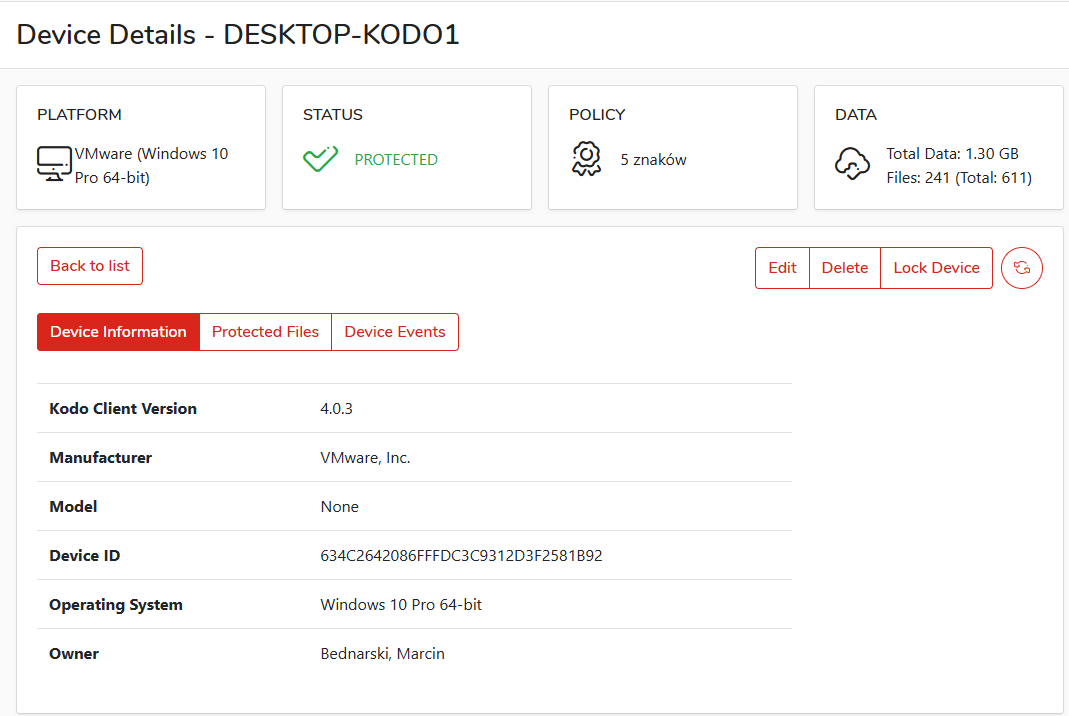 Device Details - DESKTOP-KODO1
PLATFORM
VMware (Windows 10
Pro 64-bit)
STATUS
PROTECTED
POLICY
5 znaków
DATA
Total Data: 1.30 GB
Files: 241 (Total: 611)
Back to list
Edit Delete Lock Device
Device Information Protected Files Device Events
Kodo Client Version 4.0.3
Manufacturer VMware, Inc.
Model None
Device ID 634C2642086FFFDC3C9312D3F2581B92
Operating System Windows 10 Pro 64-bit
Owner Bednarski, Marcin